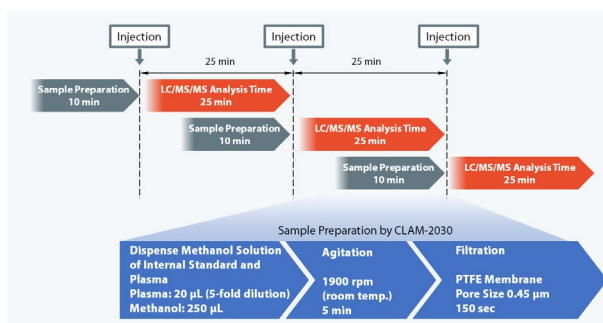 Injection
Injection
Injection
25 min
25 min
Sample Preparation
10 min
LC/MS/MS Analysis Time
25 min
Sample Preparation
10 min
LC/MS/MS Analysis Time
25 min
Sample Preparation
10 min
LC/MS/MS Analysis Time
25 min
Sample Preparation by CLAM-2030
Dispense Methanol Solution
of Internal Standard and
Plasma
Plasma: 20 µL (5-fold dilution)
Methanol: 250 µL
Agitation
1900 rpm
(room temp.)
5 min
Filtration
PTFE Membrane
Pore Size 0.45 µm
150 sec